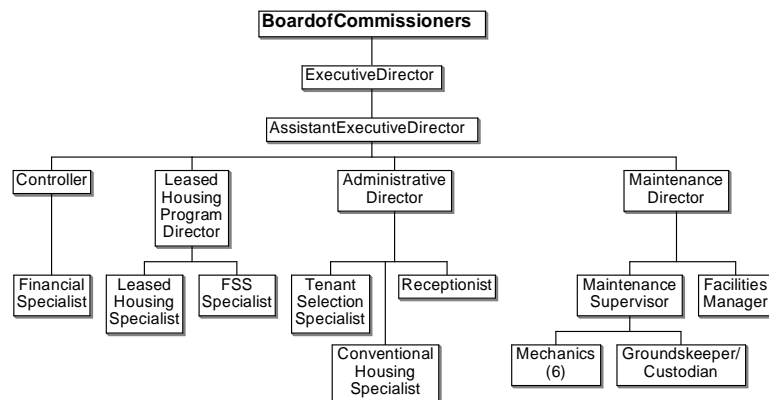 BoardofCommissioners
ExecutiveDirector
AssistantExecutiveDirector
Controller
Leased
Housing
Program
Director
Administrative
Director
Maintenance
Director
Financial
Specialist
Leased
Housing
Specialist
FSS
Specialist
Tenant
Selection
Specialist
Receptionist
Conventional
Housing
Specialist
Maintenance
Supervisor
Facilities
Manager
Mechanics
(6)
Groundskeeper/
Custodian